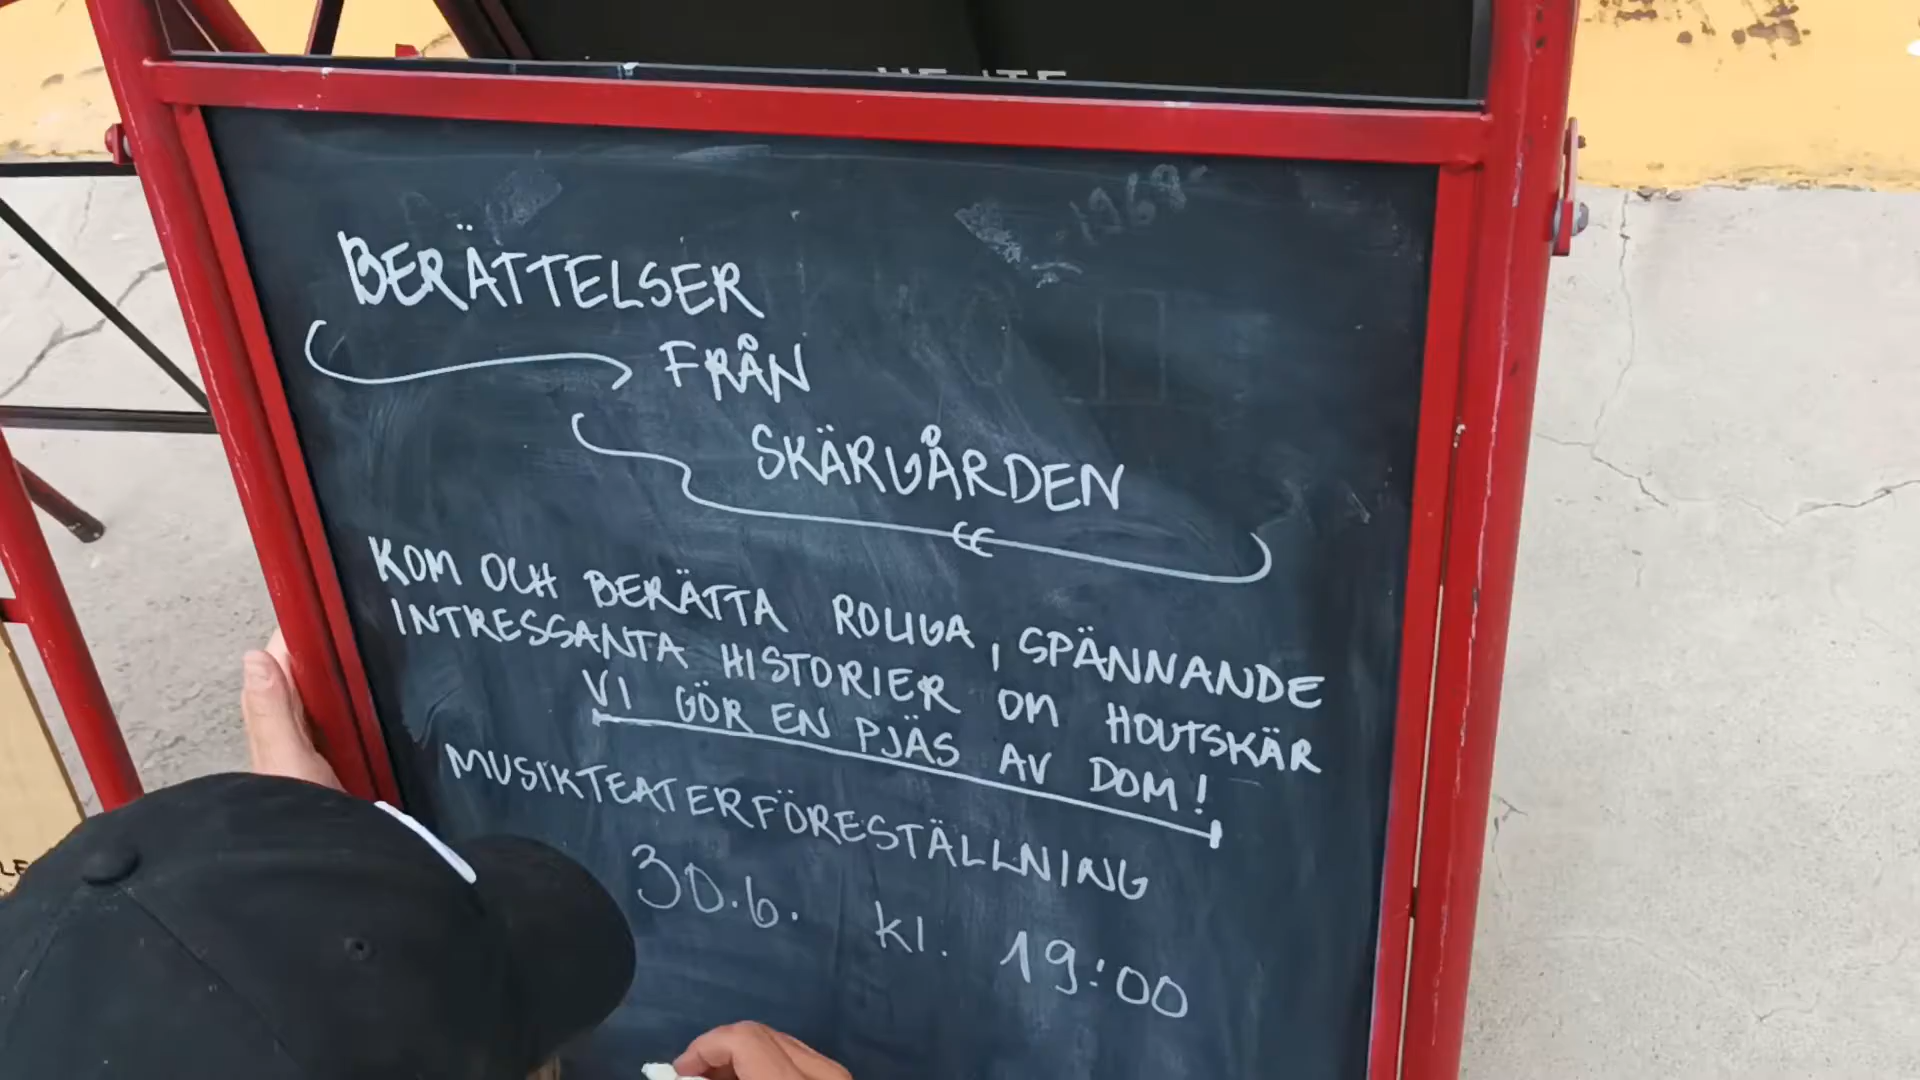 BERÄTTELSER
FRÅN
SKÄRGÅRDEN
KOM OCH BERÄTTA ROLIGA, SPÄNNANDE
INTRESSANTA HISTORIER OM HOUTSKÄR
VI GÖR EN PJÄS AV DOM!
MUSIKTEATERFÖRESTÄLLNING
30.6. kl. 19:00